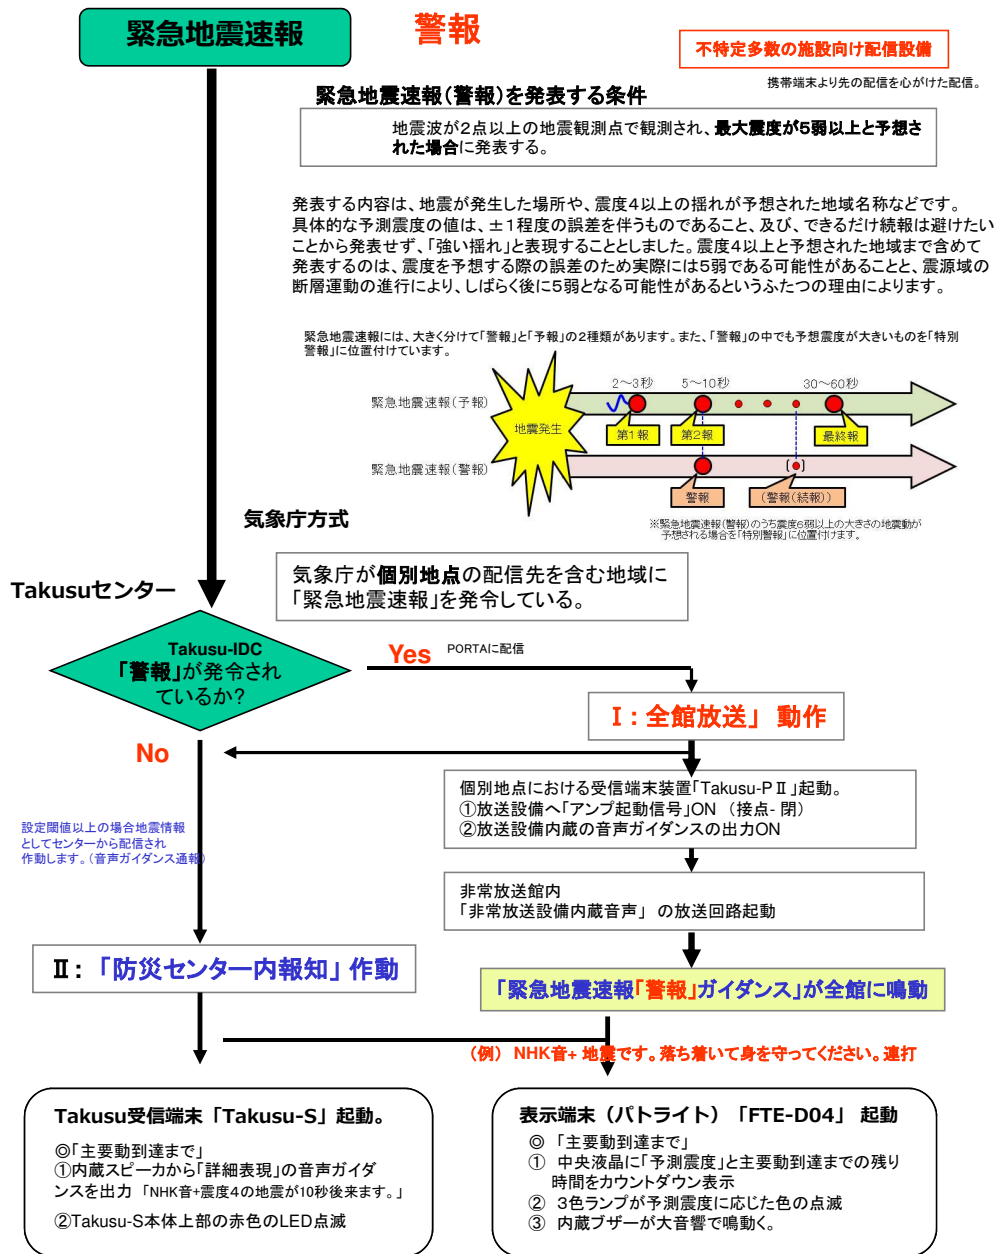 緊急地震速報
警報
不特定多数の施設向け配信設備
携帯端末より先の配信を心がけた配信。
緊急地震速報（警報）を発表する条件
地震波が２点以上の地震観測点で観測され、最大震度が５弱以上と予想さ
れた場合に発表する。
発表する内容は、地震が発生した場所や、震度４以上の揺れが予想された地域名称などです。
具体的な予測震度の値は、±１程度の誤差を伴うものであること、及び、できるだけ続報は避けたい
ことから発表せず、「強い揺れ」と表現することとしました。震度４以上と予想された地域まで含めて
発表するのは、震度を予想する際の誤差のため実際には５弱である可能性があることと、震源域の
断層運動の進行により、しばらく後に５弱となる可能性があるというふたつの理由によります。
緊急地震速報には、大きく分けて「警報」と「予報」の２種類があります。また、「警報」の中でも予想震度が大きいものを「特別
警報」に位置付けています。
2～3秒 5～10秒 30～60秒
緊急地震速報（予報）
地震発生
第１報 第２報 最終報
緊急地震速報（警報）
警報 （警報（続報））
※緊急地震速報（警報）のうち震度6弱以上の大きさの地震動が
予想される場合を「特別警報」に位置付けます。
気象庁方式
気象庁が個別地点の配信先を含む地域に
「緊急地震速報」を発令している。
Takusuセンター
Takusu-IDC
「警報」が発令され
ているか？
Yes PORTAに配信
Ⅰ：全館放送」 動作
No
個別地点における受信端末装置「Takusu-PⅡ」起動。
①放送設備へ「アンプ起動信号」ON （接点- 閉）
②放送設備内蔵の音声ガイダンスの出力ON
設定閾値以上の場合地震情報
としてセンターから配信され
作動します。（音声ガイダンス通報）
非常放送館内
「非常放送設備内蔵音声」 の放送回路起動
Ⅱ：「防災センター内報知」 作動
「緊急地震速報「警報」ガイダンス」が全館に鳴動
（例） NHK音+ 地震です。落ち着いて身を守ってください。連打
Takusu受信端末「Takusu-S」起動。
◎「主要動到達まで」
①内蔵スピーカから「詳細表現」の音声ガイダ
ンスを出力 「NHK音+震度４の地震が10秒後来ます。」
②Takusu-S本体上部の赤色のLED点滅
表示端末（パトライト）「FTE-D04」 起動
◎ 「主要動到達まで」
① 中央液晶に「予測震度」と主要動到達までの残り
時間をカウントダウン表示
② ３色ランプが予測震度に応じた色の点滅
③ 内蔵ブザーが大音響で鳴動く。